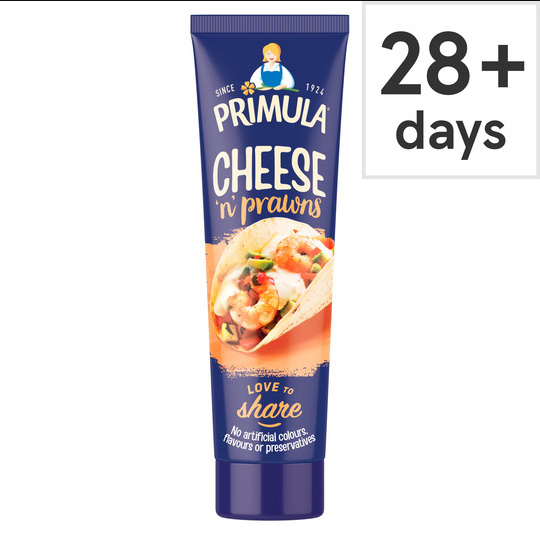 SINCE 1924
PRIMULA
CHEESE
'n' prawns
LOVE TO
share
No artificial colours,
flavours or preservatives
28+
days